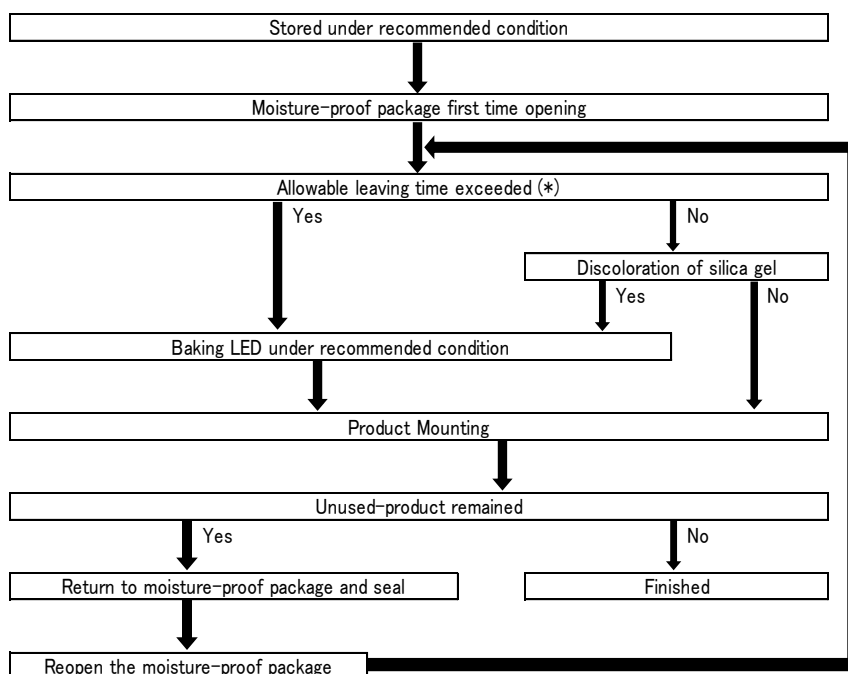 Stored under recommended condition
Moisture-proof package first time opening
Allowable leaving time exceeded (*)
Yes
No
Discoloration of silica gel
Yes
No
Baking LED under recommended condition
Product Mounting
Unused-product remained
Yes
No
Return to moisture-proof package and seal
Finished
Reopen the moisture-proof package